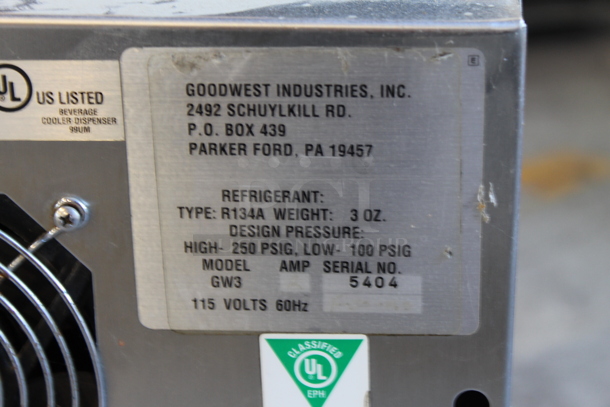 UL
US LISTED
BEVERAGE
COOLER-DISPENSER
99UM
GOODWEST INDUSTRIES, INC.
2492 SCHUYLKILL RD.
P.O. BOX 439
PARKER FORD, PA 19457
REFRIGERANT:
TYPE: R134A WEIGHT: 3 OZ.
DESIGN PRESSURE:
HIGH- 250 PSIG, LOW- 100 PSIG
MODEL AMP SERIAL NO.
GW3 5404
115 VOLTS 60Hz
CLASSIFIED
UL
EPH